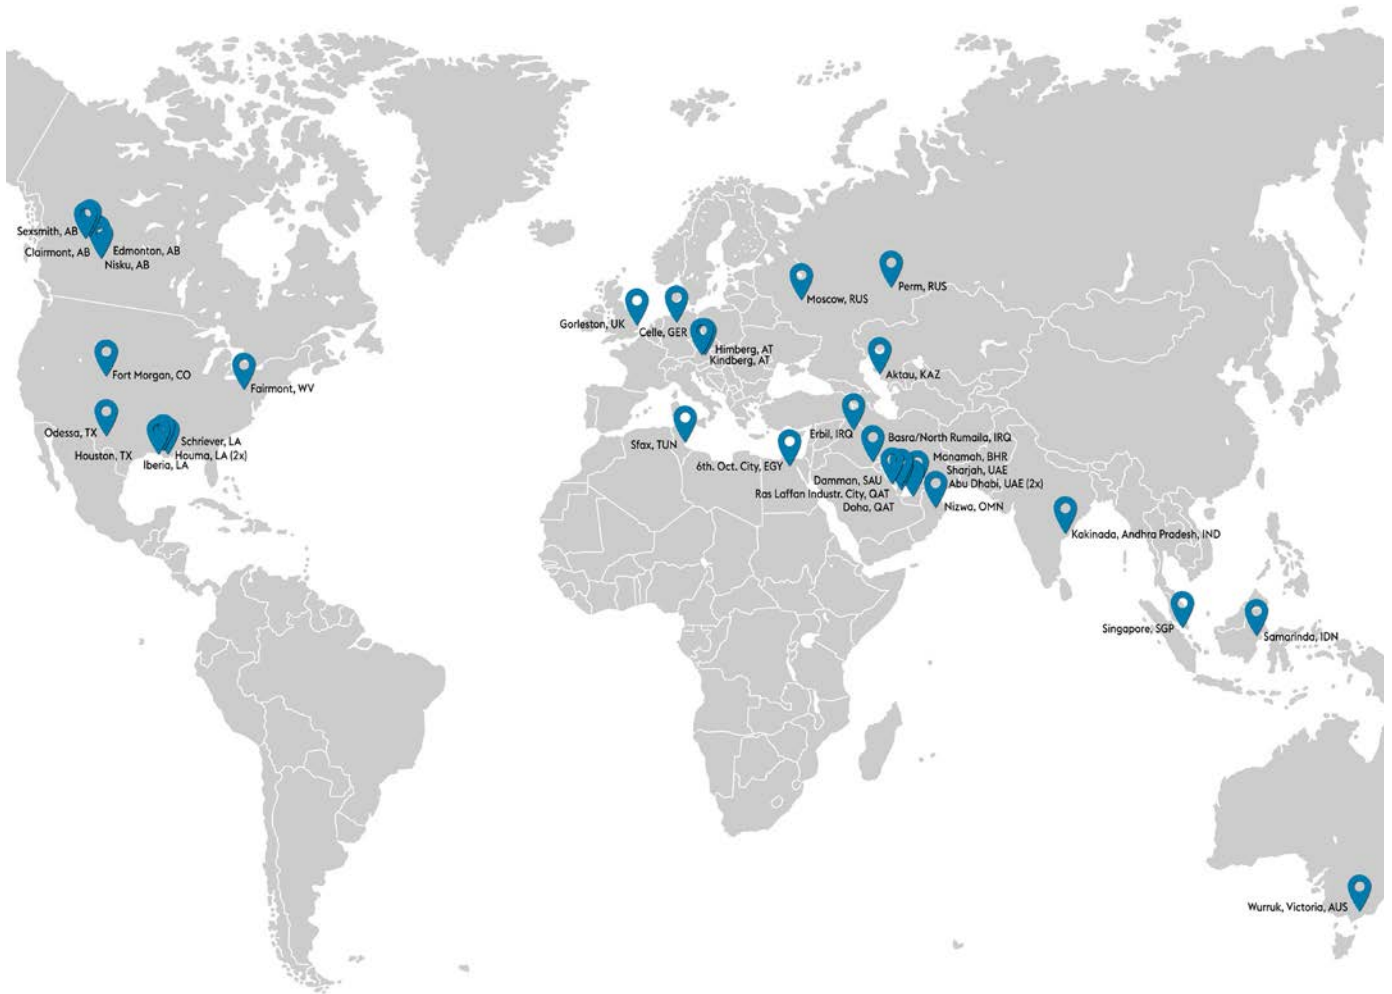 Sexsmith, AB
Clairmont, AB
Edmonton, AB
Nisku, AB
Fort Morgan, CO
Fairmont, WV
Odessa, TX
Houston, TX
Schriever, LA
Houma, LA (2x)
Iberia, LA
Gorleston, UK
Celle, GER
Himberg, AT
Kindberg, AT
Moscow, RUS
Perm, RUS
Aktau, KAZ
Sfax, TUN
6th. Oct. City, EGY
Erbil, IRQ
Basra/North Rumaila, IRQ
Manamah, BHR
Sharjah, UAE
Abu Dhabi, UAE (2x)
Damman, SAU
Ras Laffan Industr. City, QAT
Doha, QAT
Nizwa, OMN
Kakinada, Andhra Pradesh, IND
Singapore, SGP
Samarinda, IDN
Wurruk, Victoria, AUS